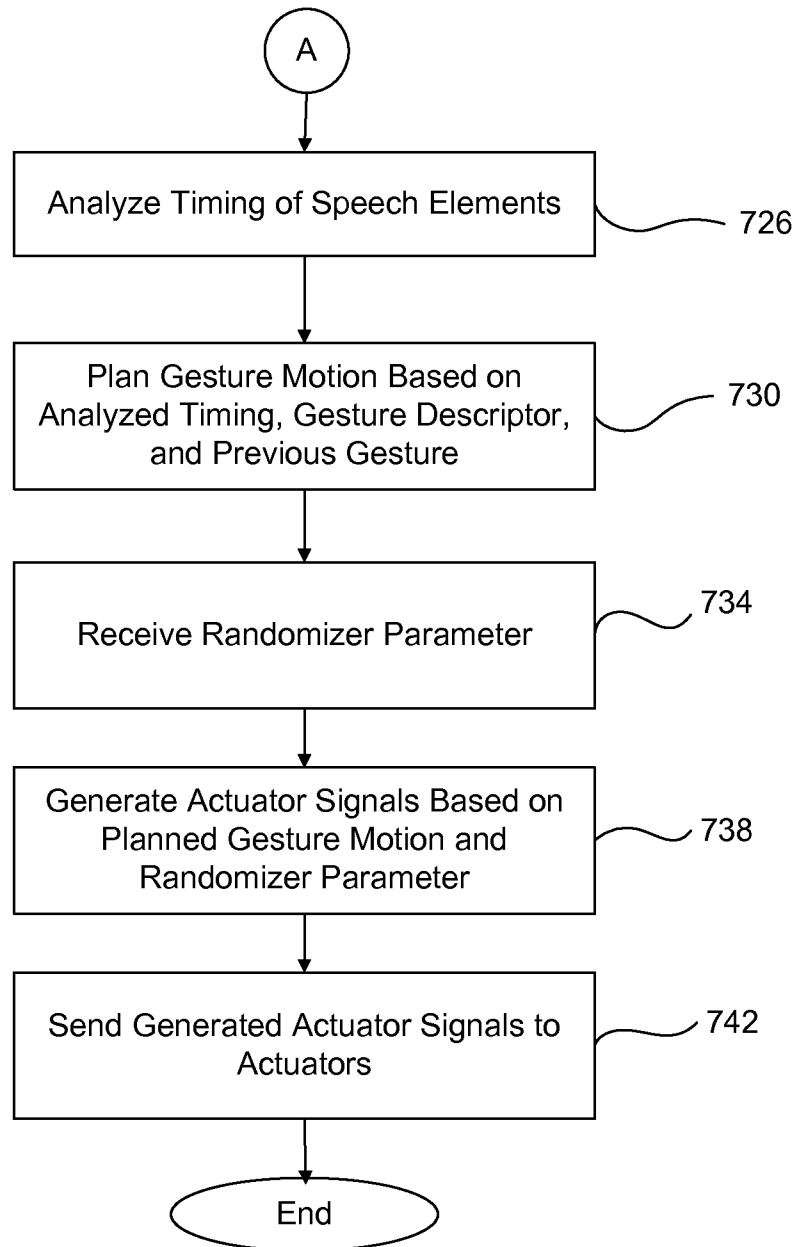 A
Analyze Timing of Speech Elements
726
Plan Gesture Motion Based on
Analyzed Timing, Gesture Descriptor,
and Previous Gesture
730
Receive Randomizer Parameter
734
Generate Actuator Signals Based on
Planned Gesture Motion and
Randomizer Parameter
738
Send Generated Actuator Signals to
Actuators
742
End